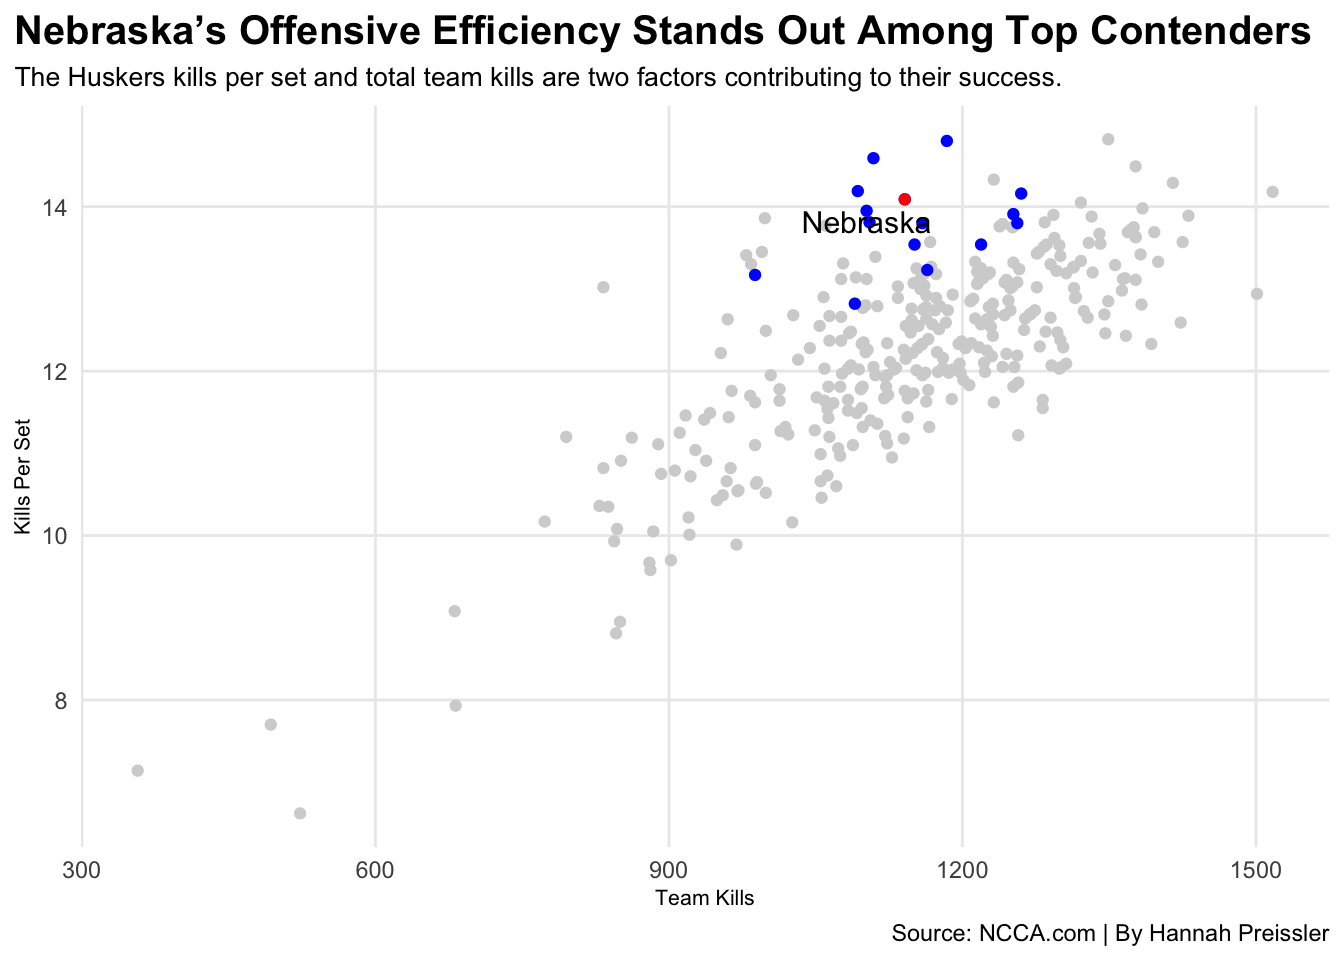 Nebraska’s Offensive Efficiency Stands Out Among Top Contenders
The Huskers kills per set and total team kills are two factors contributing to their success.
14
12
10
8
Kills Per Set
Nebraska
300 600 900 1200 1500
Team Kills
Source: NCCA.com | By Hannah Preissler